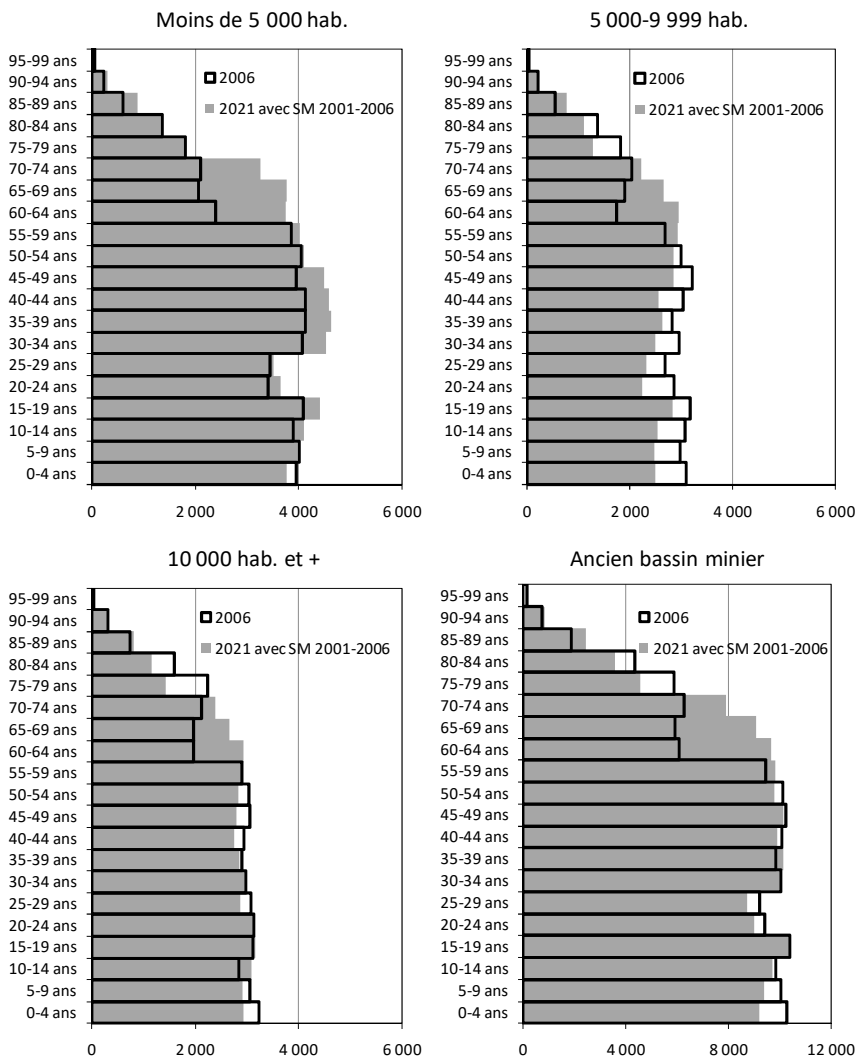 Moins de 5 000 hab.
95-99 ans
90-94 ans
85-89 ans
80-84 ans
75-79 ans
70-74 ans
65-69 ans
60-64 ans
55-59 ans
50-54 ans
45-49 ans
40-44 ans
35-39 ans
30-34 ans
25-29 ans
20-24 ans
15-19 ans
10-14 ans
5-9 ans
0-4 ans
2006
2021 avec SM 2001-2006
0 2 000 4 000 6 000
5 000-9 999 hab.
95-99 ans
90-94 ans
85-89 ans
80-84 ans
75-79 ans
70-74 ans
65-69 ans
60-64 ans
55-59 ans
50-54 ans
45-49 ans
40-44 ans
35-39 ans
30-34 ans
25-29 ans
20-24 ans
15-19 ans
10-14 ans
5-9 ans
0-4 ans
2006
2021 avec SM 2001-2006
0 2 000 4 000 6 000
10 000 hab. et +
95-99 ans
90-94 ans
85-89 ans
80-84 ans
75-79 ans
70-74 ans
65-69 ans
60-64 ans
55-59 ans
50-54 ans
45-49 ans
40-44 ans
35-39 ans
30-34 ans
25-29 ans
20-24 ans
15-19 ans
10-14 ans
5-9 ans
0-4 ans
2006
2021 avec SM 2001-2006
0 2 000 4 000 6 000
Ancien bassin minier
95-99 ans
90-94 ans
85-89 ans
80-84 ans
75-79 ans
70-74 ans
65-69 ans
60-64 ans
55-59 ans
50-54 ans
45-49 ans
40-44 ans
35-39 ans
30-34 ans
25-29 ans
20-24 ans
15-19 ans
10-14 ans
5-9 ans
0-4 ans
2006
2021 avec SM 2001-2006
0 4 000 8 000 12 000